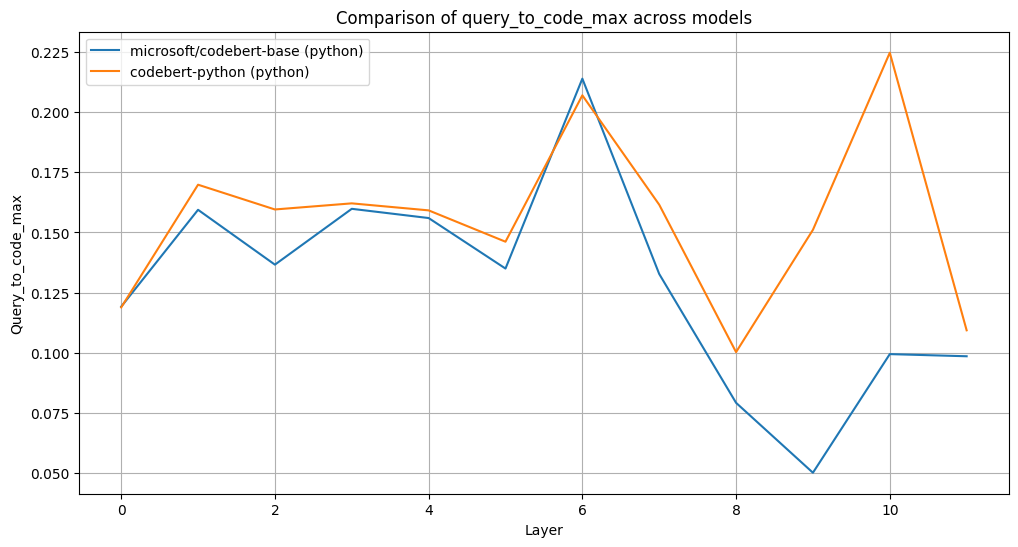 Comparison of query_to_code_max across models
microsoft/codebert-base (python)
codebert-python (python)
Query_to_code_max
0.225
0.200
0.175
0.150
0.125
0.100
0.075
0.050
0 2 4 6 8 10
Layer